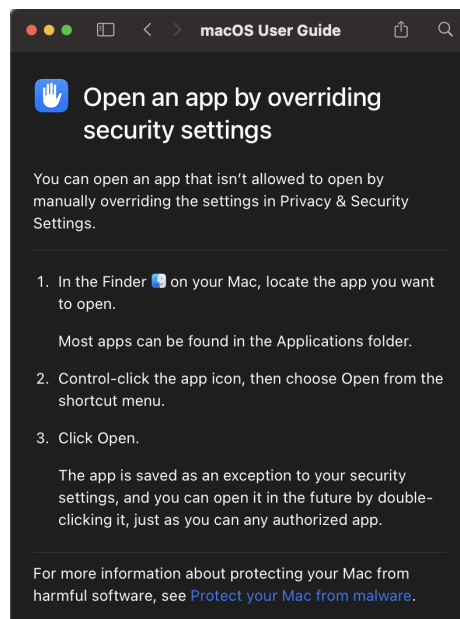 macOS User Guide
Open an app by overriding
security settings
You can open an app that isn’t allowed to open by
manually overriding the settings in Privacy & Security
Settings.
1. In the Finder on your Mac, locate the app you want
to open.
Most apps can be found in the Applications folder.
2. Control-click the app icon, then choose Open from the
shortcut menu.
3. Click Open.
The app is saved as an exception to your security
settings, and you can open it in the future by double-
clicking it, just as you can any authorized app.
For more information about protecting your Mac from
harmful software, see Protect your Mac from malware.